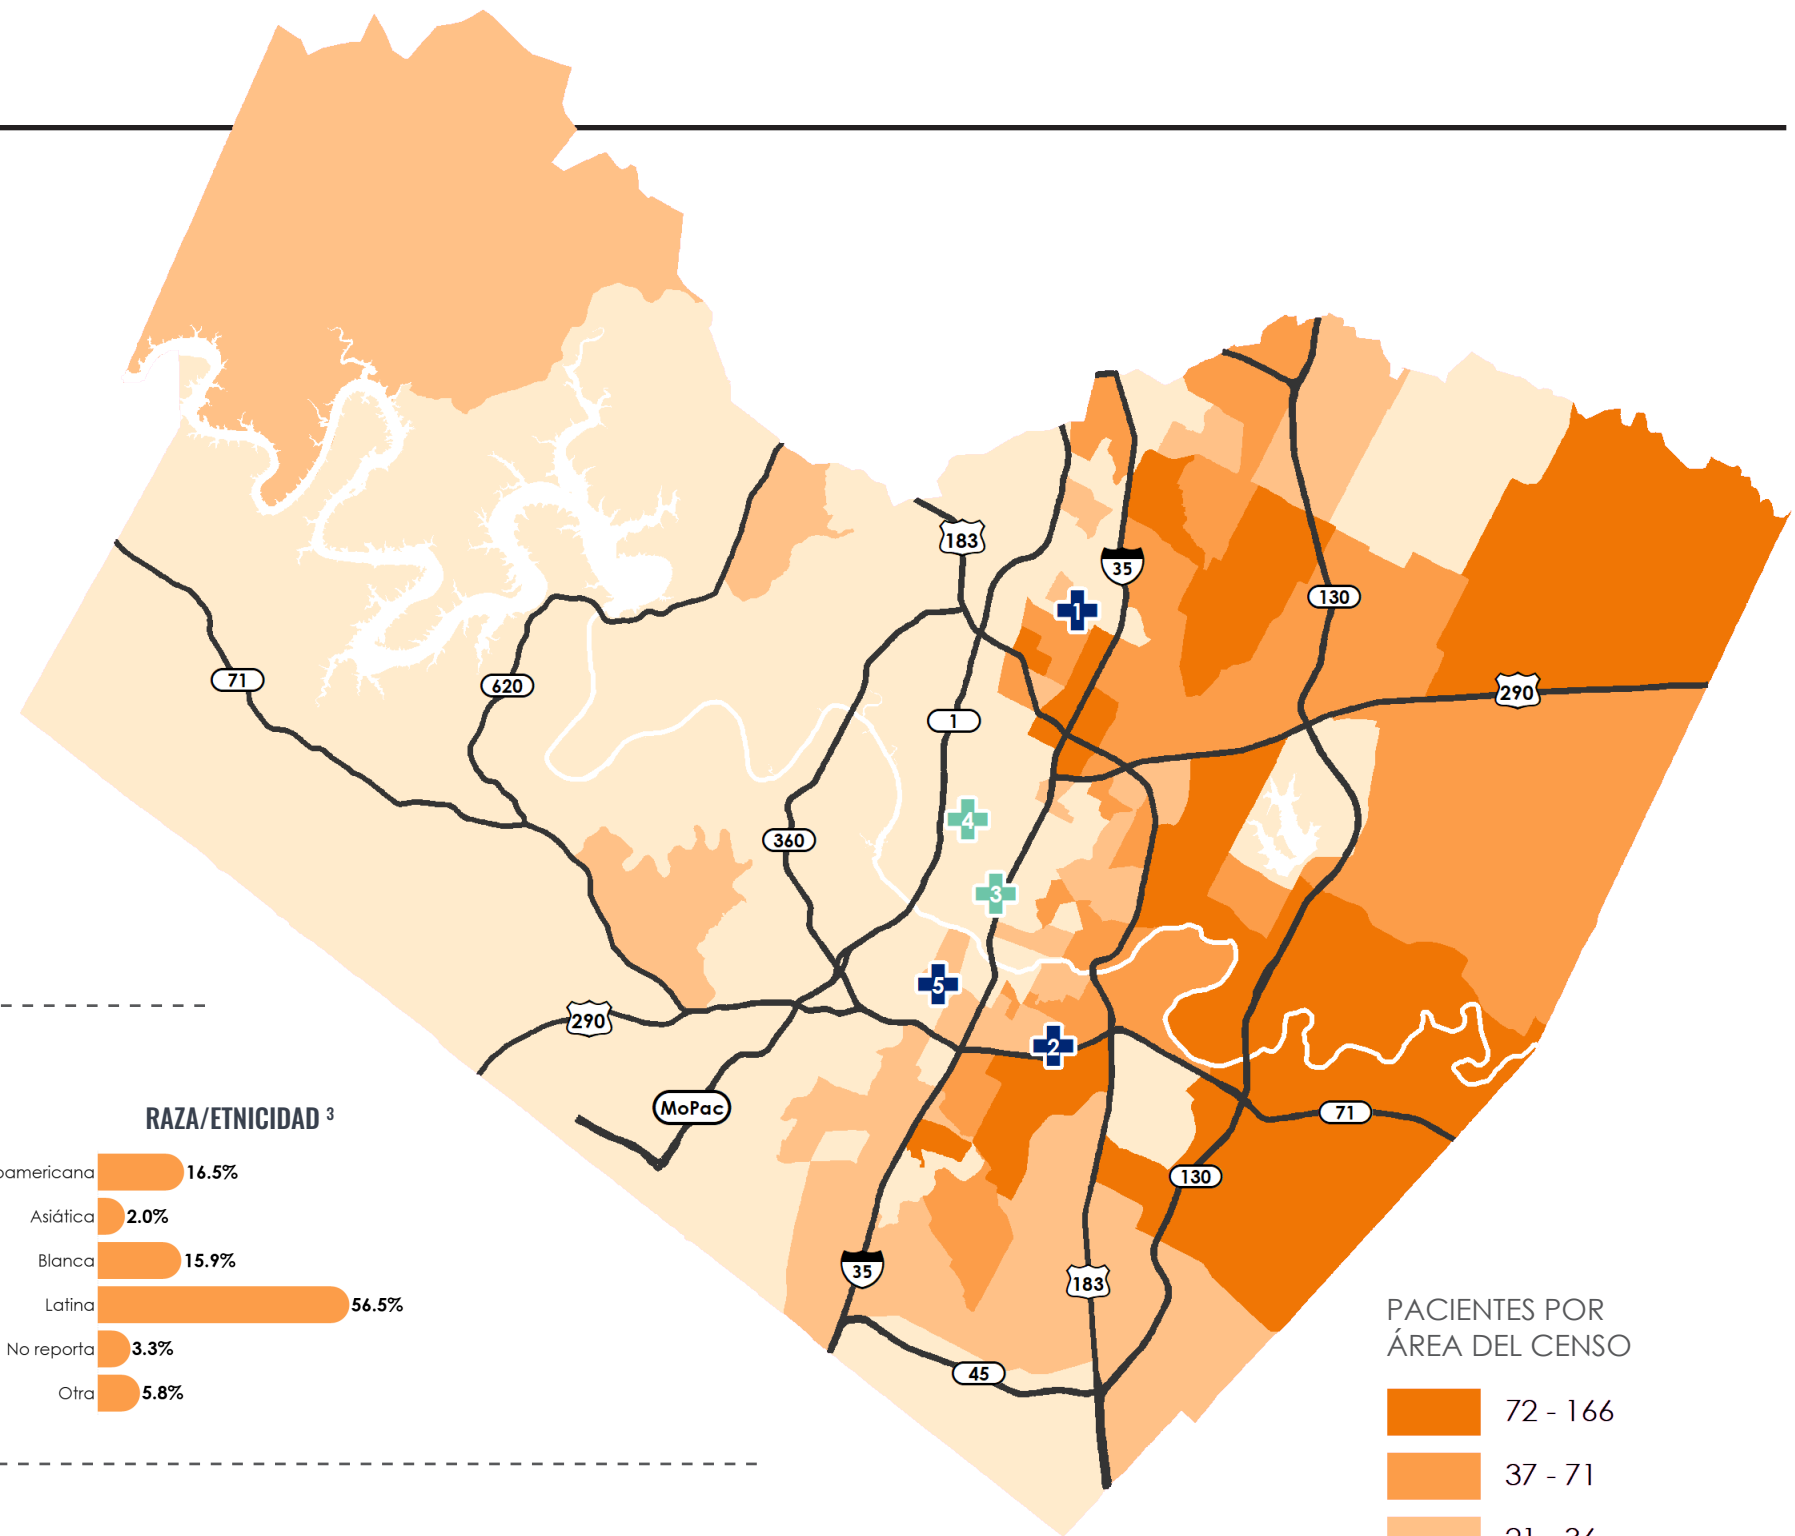 183
35
1
130
71
620
290
1
4
360
3
5
290
2
MoPac
71
130
35
183
45
RAZA/ETNICIDAD 3
oamericana 16.5%
Asiática 2.0%
Blanca 15.9%
Latina 56.5%
No reporta 3.3%
Otra 5.8%
PACIENTES POR
ÁREA DEL CENSO
72 - 166
37 - 71